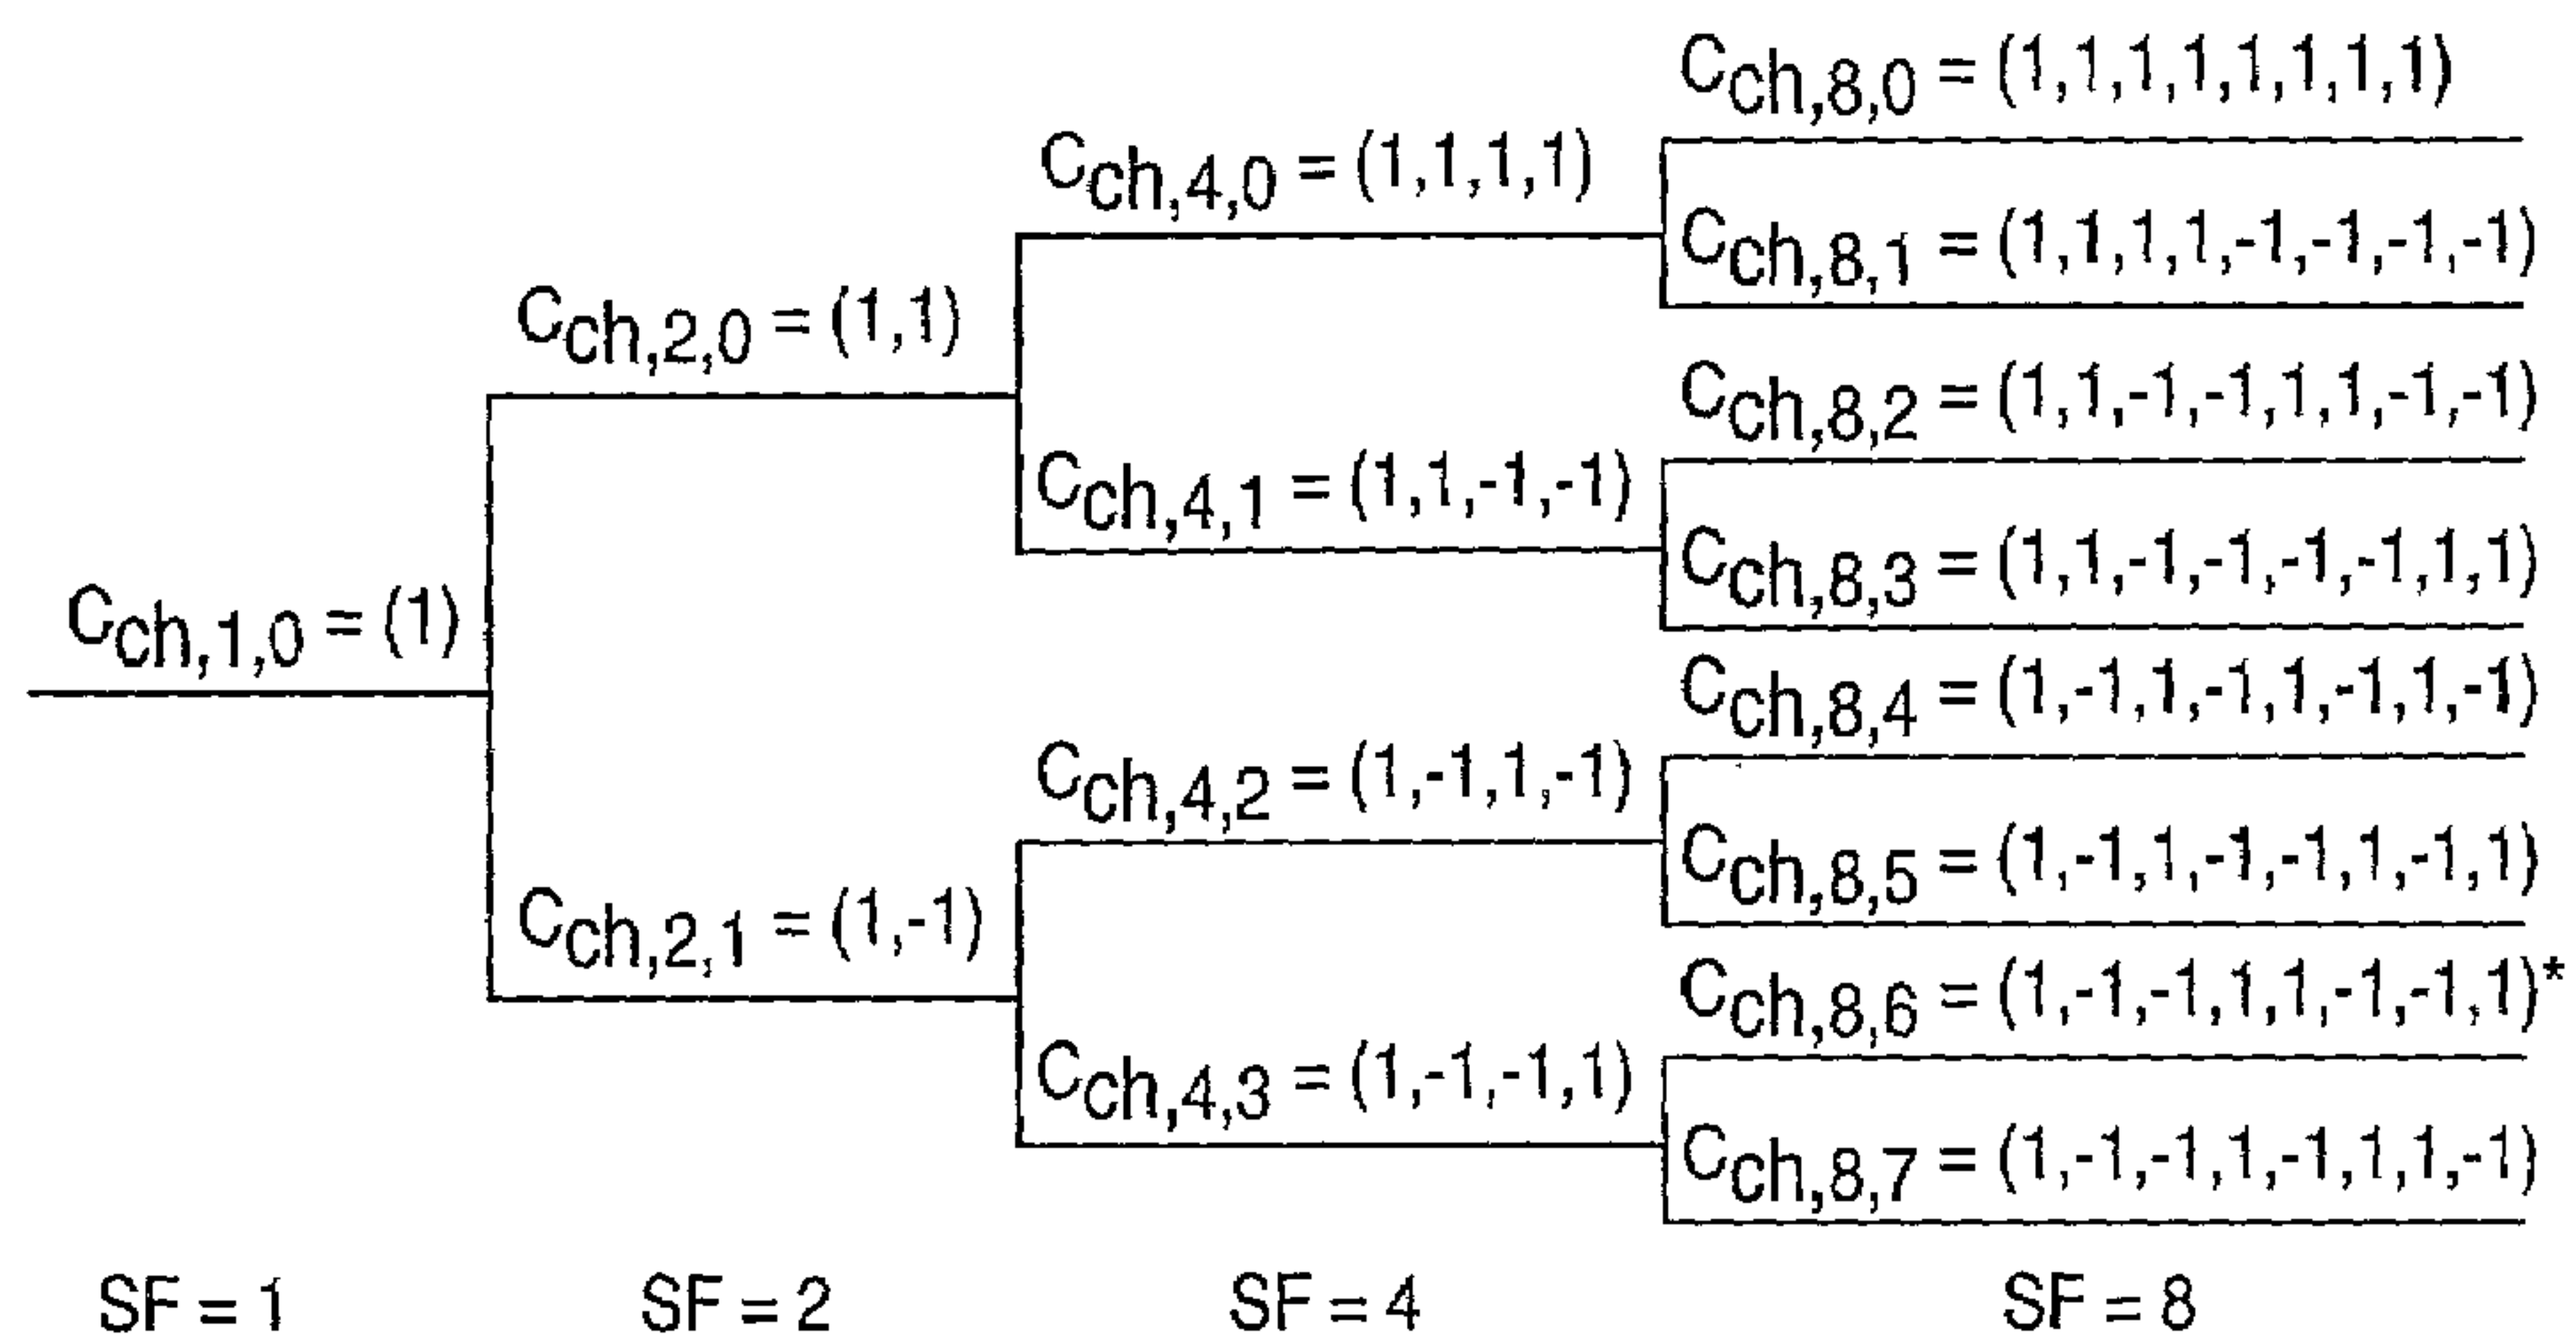 Cch,8,0 = (1,1,1,1,1,1,1,1)
Cch,4,0 = (1,1,1,1)
Cch,8,1 = (1,1,1,1,-1,-1,-1,-1)
Cch,2,0 = (1,1)
Cch,8,2 = (1,1,-1,-1,1,1,-1,-1)
Cch,4,1 = (1,1,-1,-1)
Cch,8,3 = (1,1,-1,-1,-1,-1,1,1)
Cch,1,0 = (1)
Cch,8,4 = (1,-1,1,-1,1,-1,1,-1)
Cch,4,2 = (1,-1,1,-1)
Cch,8,5 = (1,-1,1,-1,-1,1,-1,1)
Cch,2,1 = (1,-1)
Cch,8,6 = (1,-1,-1,1,1,-1,-1,1)*
Cch,4,3 = (1,-1,-1,1)
Cch,8,7 = (1,-1,-1,1,-1,1,1,-1)
SF = 1 SF = 2 SF = 4 SF = 8